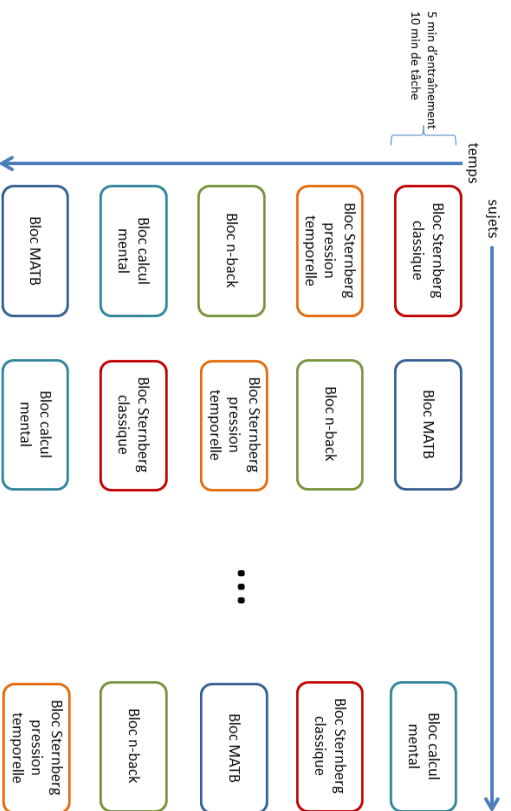 sujets
temps
5 min d'entraînement
10 min de tâche
Bloc Sternberg
classique
Bloc MATB
Bloc calcul
mental
Bloc Sternberg
pression
temporelle
Bloc n-back
Bloc Sternberg
classique
Bloc n-back
Bloc Sternberg
pression
temporelle
...
Bloc MATB
Bloc calcul
mental
Bloc Sternberg
classique
Bloc n-back
Bloc MATB
Bloc calcul
mental
Bloc Sternberg
pression
temporelle